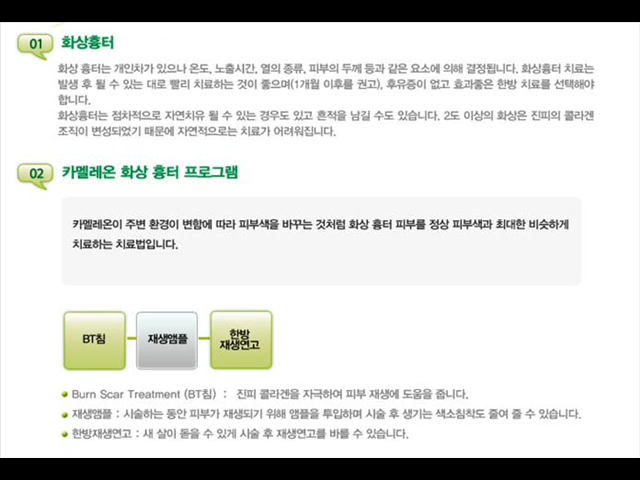 01 화상흉터
화상 흉터는 개인차가 있으나 온도, 노출시간, 열의 종류, 피부의 두께 등과 같은 요소에 의해 결정됩니다. 화상흉터 치료는
발생 후 될 수 있는 대로 빨리 치료하는 것이 좋으며(1개월 이후를 권고), 후유증이 없고 효과좋은 한방 치료를 선택해야
합니다.
화상흉터는 점차적으로 자연치유 될 수 있는 경우도 있고 흔적을 남길 수도 있습니다. 2도 이상의 화상은 진피의 콜라겐
조직이 변성되었기 때문에 자연적으로는 치료가 어려워집니다.
02 카멜레온 화상 흉터 프로그램
카멜레온이 주변 환경이 변함에 따라 피부색을 바꾸는 것처럼 화상 흉터 피부를 정상 피부색과 최대한 비슷하게
치료하는 치료법입니다.
BT침
재생앰플
한방
재생연고
Burn Scar Treatment (BT침) : 진피 콜라겐을 자극하여 피부 재생에 도움을 줍니다.
재생앰플 : 시술하는 동안 피부가 재생되기 위해 앰플을 투입하며 시술 후 생기는 색소침착도 줄여 줄 수 있습니다.
한방재생연고 : 새 살이 돋을 수 있게 시술 후 재생연고를 바를 수 있습니다.